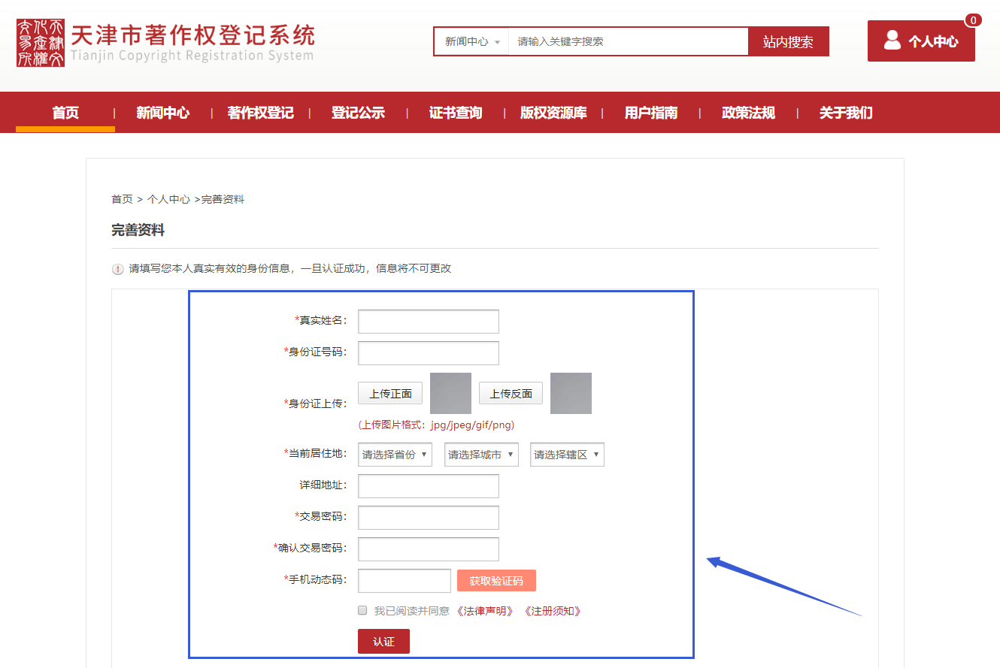 天津文化产权交易所
天津市著作权登记系统
Tianjin Copyright Registration System
新闻中心 请输入关键字搜索 站内搜索
个人中心 0
首页 | 新闻中心 | 著作权登记 | 登记公示 | 证书查询 | 版权资源库 | 用户指南 | 政策法规 | 关于我们
首页 > 个人中心 >完善资料
完善资料
请填写您本人真实有效的身份信息，一旦认证成功，信息将不可更改
*真实姓名：
*身份证号码：
*身份证上传： 上传正面 上传反面
(上传图片格式：jpg/jpeg/gif/png)
*当前居住地： 请选择省份 请选择城市 请选择辖区
详细地址：
*交易密码：
*确认交易密码：
*手机动态码： 获取验证码
我已阅读并同意 《法律声明》 《注册须知》
认证